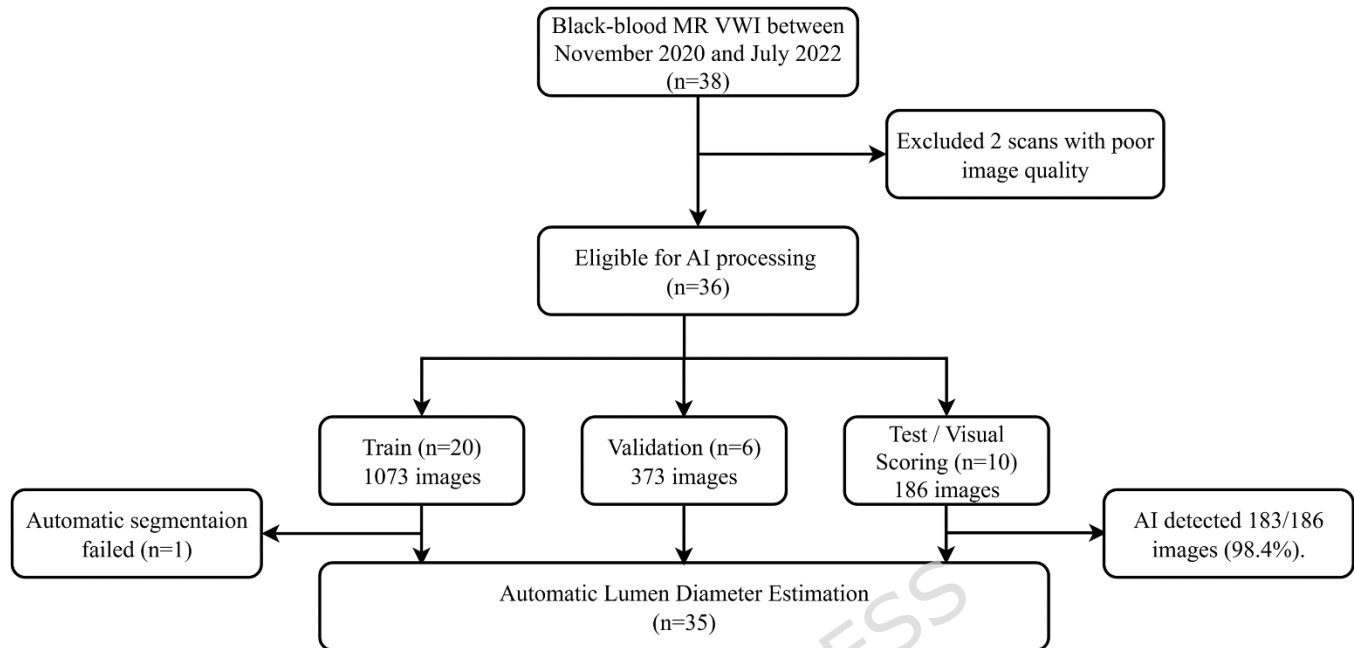 Black-blood MR VWI between
November 2020 and July 2022
(n=38)
Excluded 2 scans with poor
image quality
Eligible for AI processing
(n=36)
Train (n=20)
1073 images
Validation (n=6)
373 images
Test / Visual
Scoring (n=10)
186 images
Automatic segmentaion
failed (n=1)
AI detected 183/186
images (98.4%).
Automatic Lumen Diameter Estimation
(n=35)
ESS